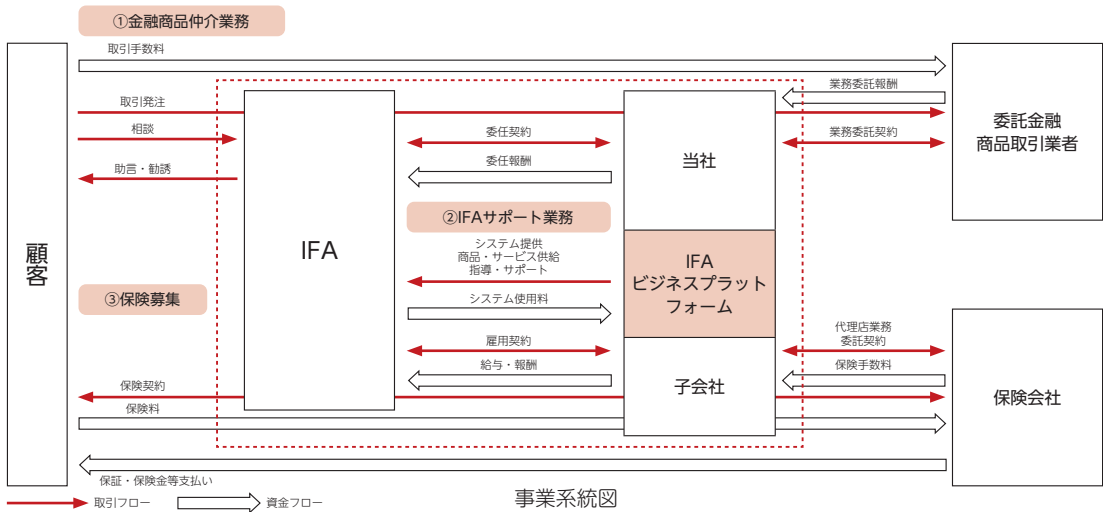 ①金融商品仲介業務
取引手数料
業務委託報酬
取引発注
相談
助言・勧誘
委任契約
委任報酬
業務委託契約
委託金融
商品取引業者
当社
顧客
IFA
②IFAサポート業務
システム提供
商品・サービス供給
指導・サポート
システム使用料
IFA
ビジネスプラット
フォーム
③保険募集
雇用契約
給与・報酬
代理店業務
委託契約
保険手数料
子会社
保険会社
保険契約
保険料
保証・保険金等支払い
取引フロー
資金フロー
事業系統図